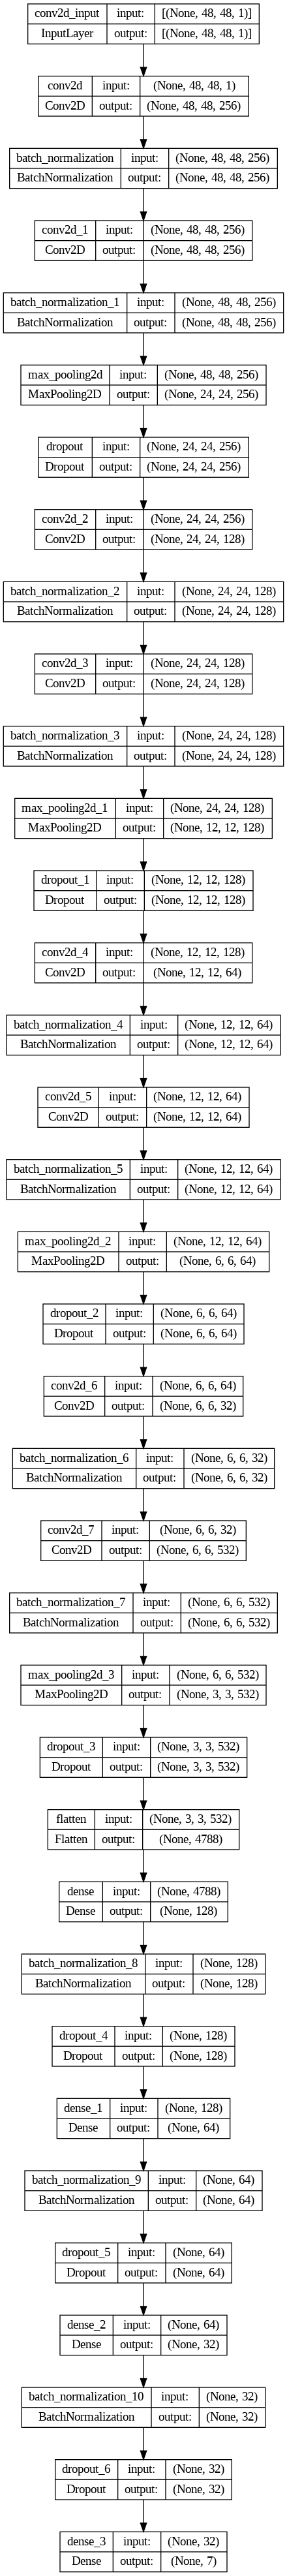 conv2d_input input: [(None, 48, 48, 1)]
InputLayer output: [(None, 48, 48, 1)]
conv2d input: (None, 48, 48, 1)
Conv2D output: (None, 48, 48, 256)
batch_normalization input: (None, 48, 48, 256)
BatchNormalization output: (None, 48, 48, 256)
conv2d_1 input: (None, 48, 48, 256)
Conv2D output: (None, 48, 48, 256)
batch_normalization_1 input: (None, 48, 48, 256)
BatchNormalization output: (None, 48, 48, 256)
max_pooling2d input: (None, 48, 48, 256)
MaxPooling2D output: (None, 24, 24, 256)
dropout input: (None, 24, 24, 256)
Dropout output: (None, 24, 24, 256)
conv2d_2 input: (None, 24, 24, 256)
Conv2D output: (None, 24, 24, 128)
batch_normalization_2 input: (None, 24, 24, 128)
BatchNormalization output: (None, 24, 24, 128)
conv2d_3 input: (None, 24, 24, 128)
Conv2D output: (None, 24, 24, 128)
batch_normalization_3 input: (None, 24, 24, 128)
BatchNormalization output: (None, 24, 24, 128)
max_pooling2d_1 input: (None, 24, 24, 128)
MaxPooling2D output: (None, 12, 12, 128)
dropout_1 input: (None, 12, 12, 128)
Dropout output: (None, 12, 12, 128)
conv2d_4 input: (None, 12, 12, 128)
Conv2D output: (None, 12, 12, 64)
batch_normalization_4 input: (None, 12, 12, 64)
BatchNormalization output: (None, 12, 12, 64)
conv2d_5 input: (None, 12, 12, 64)
Conv2D output: (None, 12, 12, 64)
batch_normalization_5 input: (None, 12, 12, 64)
BatchNormalization output: (None, 12, 12, 64)
max_pooling2d_2 input: (None, 12, 12, 64)
MaxPooling2D output: (None, 6, 6, 64)
dropout_2 input: (None, 6, 6, 64)
Dropout output: (None, 6, 6, 64)
conv2d_6 input: (None, 6, 6, 64)
Conv2D output: (None, 6, 6, 32)
batch_normalization_6 input: (None, 6, 6, 32)
BatchNormalization output: (None, 6, 6, 32)
conv2d_7 input: (None, 6, 6, 32)
Conv2D output: (None, 6, 6, 532)
batch_normalization_7 input: (None, 6, 6, 532)
BatchNormalization output: (None, 6, 6, 532)
max_pooling2d_3 input: (None, 6, 6, 532)
MaxPooling2D output: (None, 3, 3, 532)
dropout_3 input: (None, 3, 3, 532)
Dropout output: (None, 3, 3, 532)
flatten input: (None, 3, 3, 532)
Flatten output: (None, 4788)
dense input: (None, 4788)
Dense output: (None, 128)
batch_normalization_8 input: (None, 128)
BatchNormalization output: (None, 128)
dropout_4 input: (None, 128)
Dropout output: (None, 128)
dense_1 input: (None, 128)
Dense output: (None, 64)
batch_normalization_9 input: (None, 64)
BatchNormalization output: (None, 64)
dropout_5 input: (None, 64)
Dropout output: (None, 64)
dense_2 input: (None, 64)
Dense output: (None, 32)
batch_normalization_10 input: (None, 32)
BatchNormalization output: (None, 32)
dropout_6 input: (None, 32)
Dropout output: (None, 32)
dense_3 input: (None, 32)
Dense output: (None, 7)